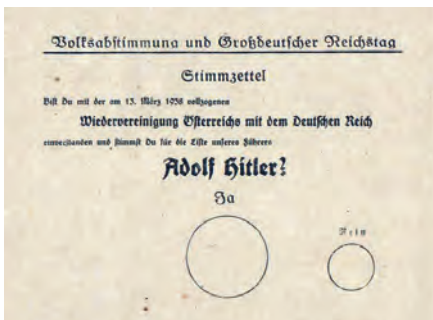 Volksabstimmung und Großdeutscher Reichstag
Stimmzettel
Bist Du mit der am 13. März 1938 vollzogenen
Wiedervereinigung Österreichs mit dem Deutschen Reich
einverstanden und stimmst Du für die Liste unseres Führers
Adolf Hitler?
Ja
Nein